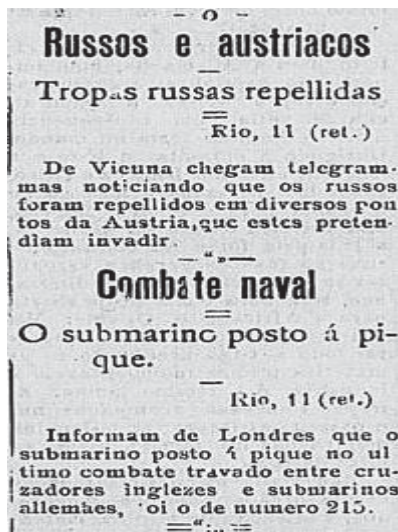 Russos e austriacos
Tropas russas repellidas
Rio, 11 (ret.)
De Vicuna chegam telegram-
mas noticiando que os russos
foram repellidos em diversos pon
tos da Austria, que estes preten-
diam invadir.
Combate naval
O submarino posto á pi-
que.
Rio, 11 (ret.)
Informam de Londres que o
submarino posto á pique no ul
timo combate travado entre cru-
zadores inglezes e submarinos
allemães, foi o de numero 215.